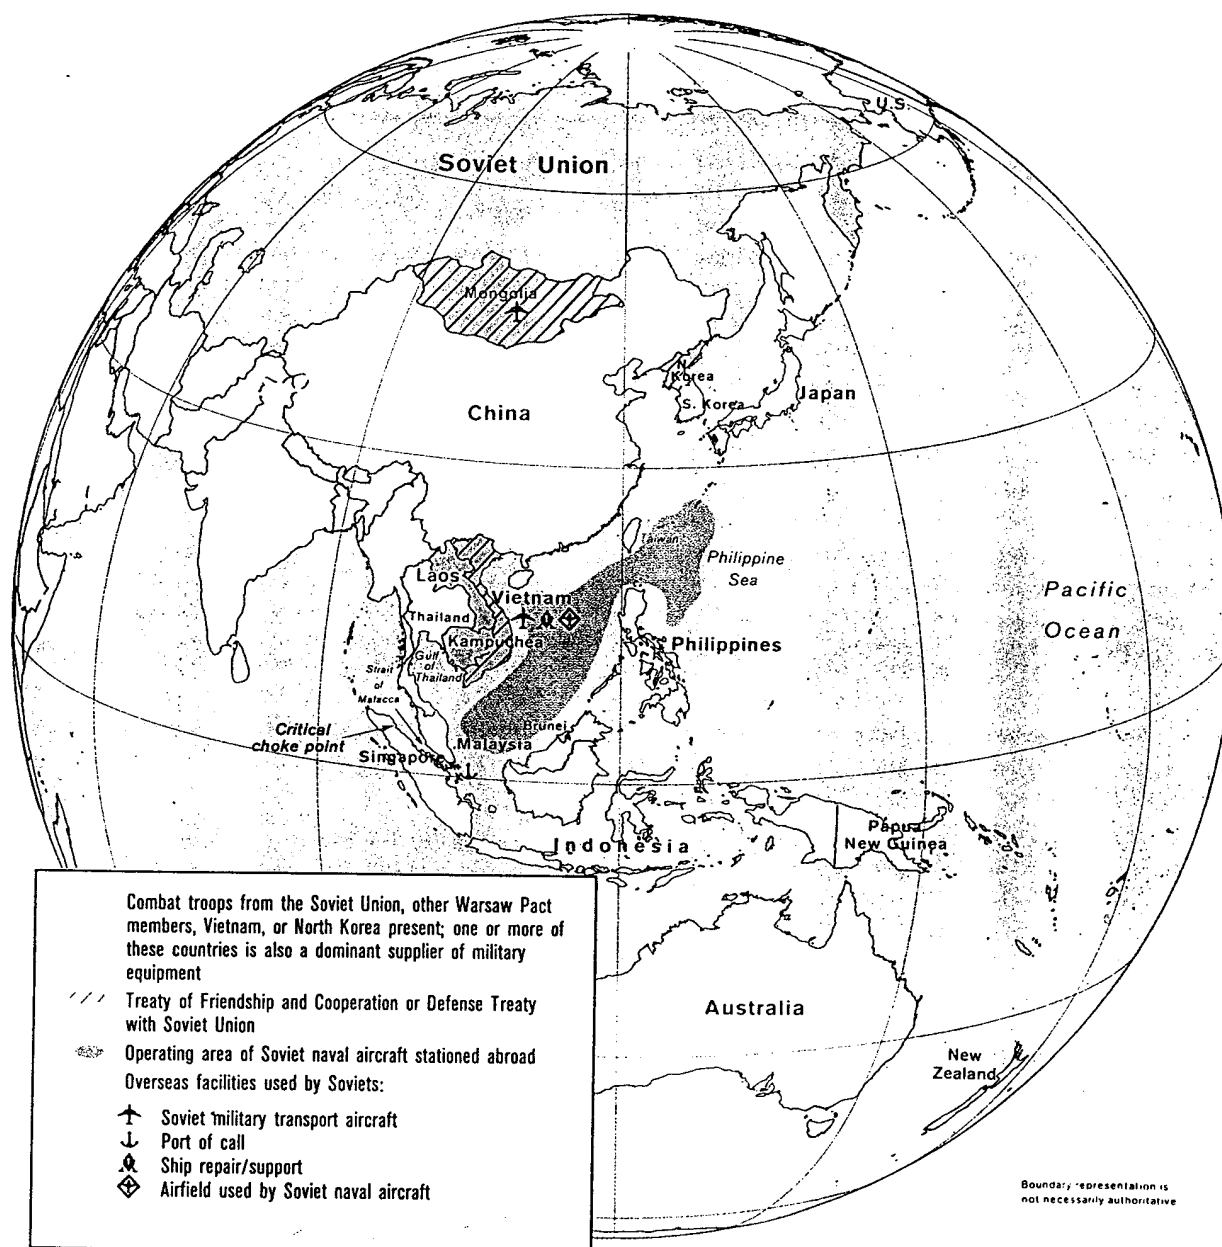 U.S.
Soviet Union
Mongolia
N.
Korea
S. Korea
Japan
China
Taiwan
Philippine
Sea
Pacific
Ocean
Laos
Vietnam
Thailand
Kampuchea
Philippines
Gulf
of
Thailand
Strait
of
Malacca
Critical
choke point
Brunei
Malaysia
Singapore
Indonesia
Papua
New Guinea
Australia
New
Zealand
Combat troops from the Soviet Union, other Warsaw Pact
members, Vietnam, or North Korea present; one or more of
these countries is also a dominant supplier of military
equipment
Treaty of Friendship and Cooperation or Defense Treaty
with Soviet Union
Operating area of Soviet naval aircraft stationed abroad
Overseas facilities used by Soviets:
Soviet military transport aircraft
Port of call
Ship repair/support
Airfield used by Soviet naval aircraft
Boundary representation is
not necessarily authoritative